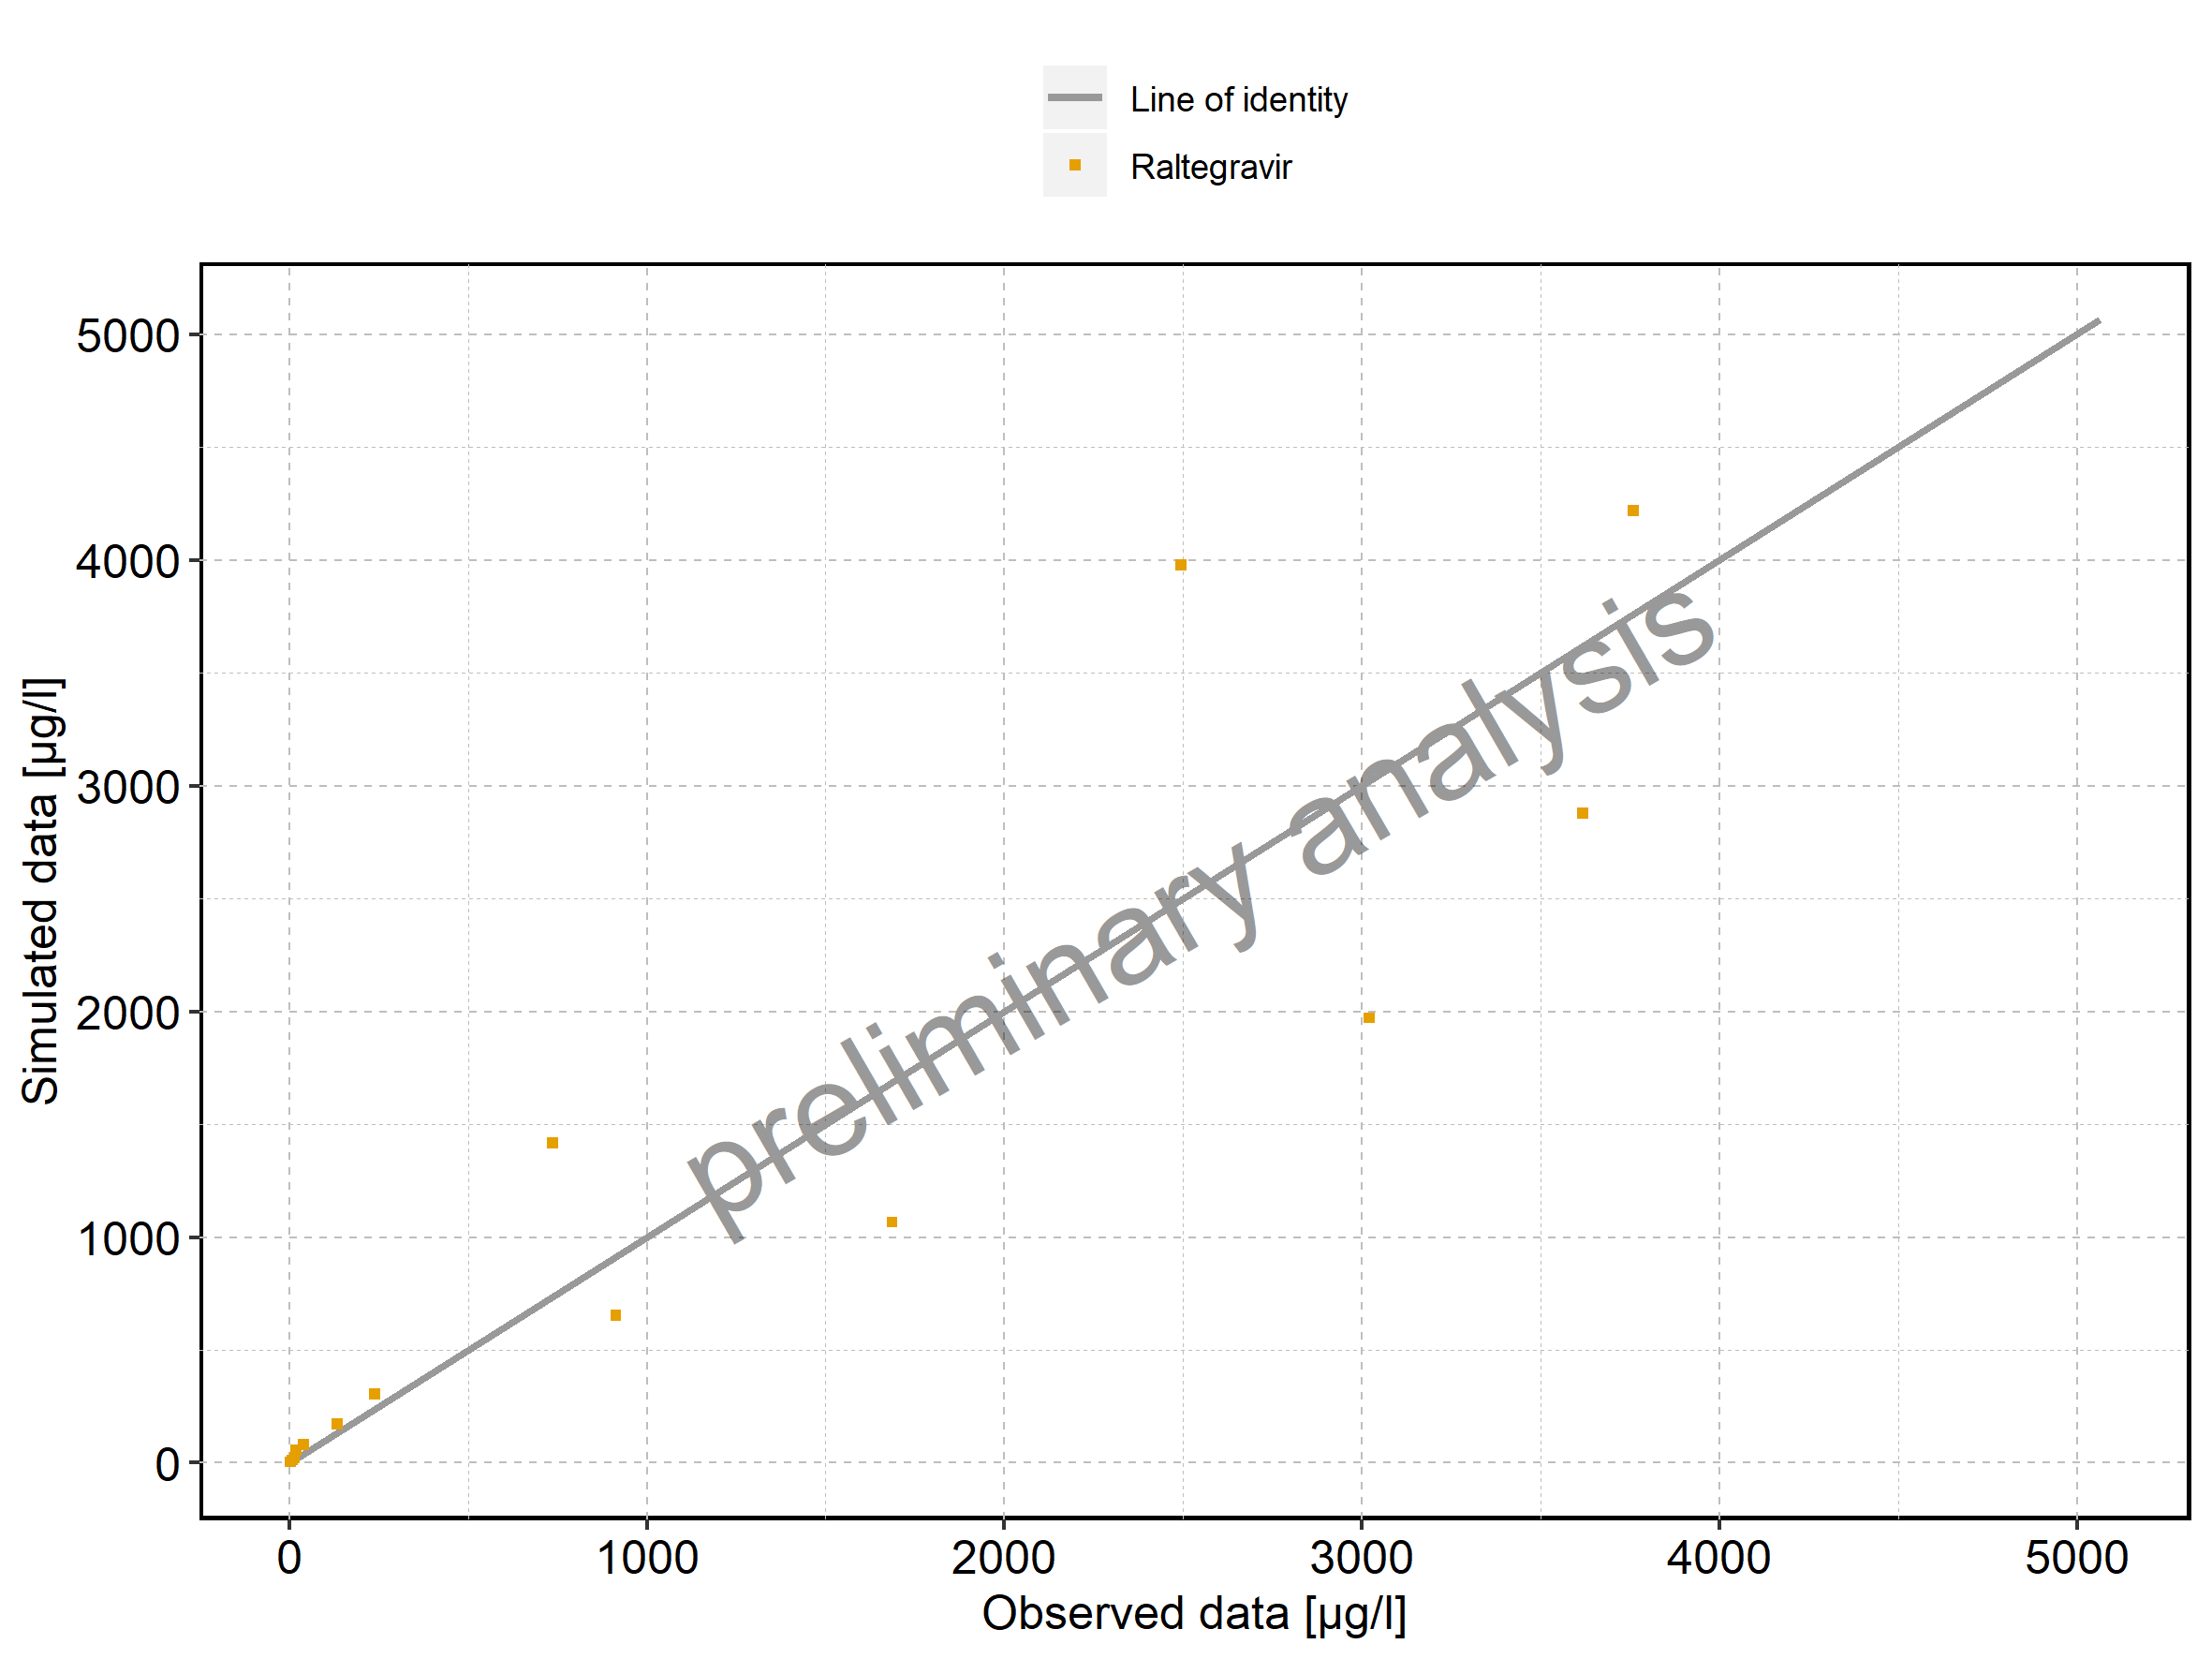 Line of identity
Raltegravir
5000
4000
3000
2000
1000
0
Simulated data [µg/l]
preliminary analysis
0 1000 2000 3000 4000 5000
Observed data [µg/l]